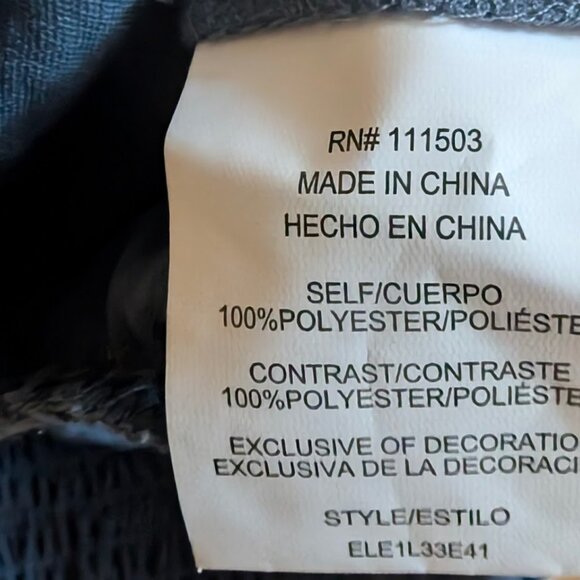 RN# 111503
MADE IN CHINA
HECHO EN CHINA
SELF/CUERPO
100%POLYESTER/POLIÉSTE
CONTRAST/CONTRASTE
100%POLYESTER/POLIÉSTE
EXCLUSIVE OF DECORATIO
EXCLUSIVA DE LA DECORACI
STYLE/ESTILO
ELE1L33E41